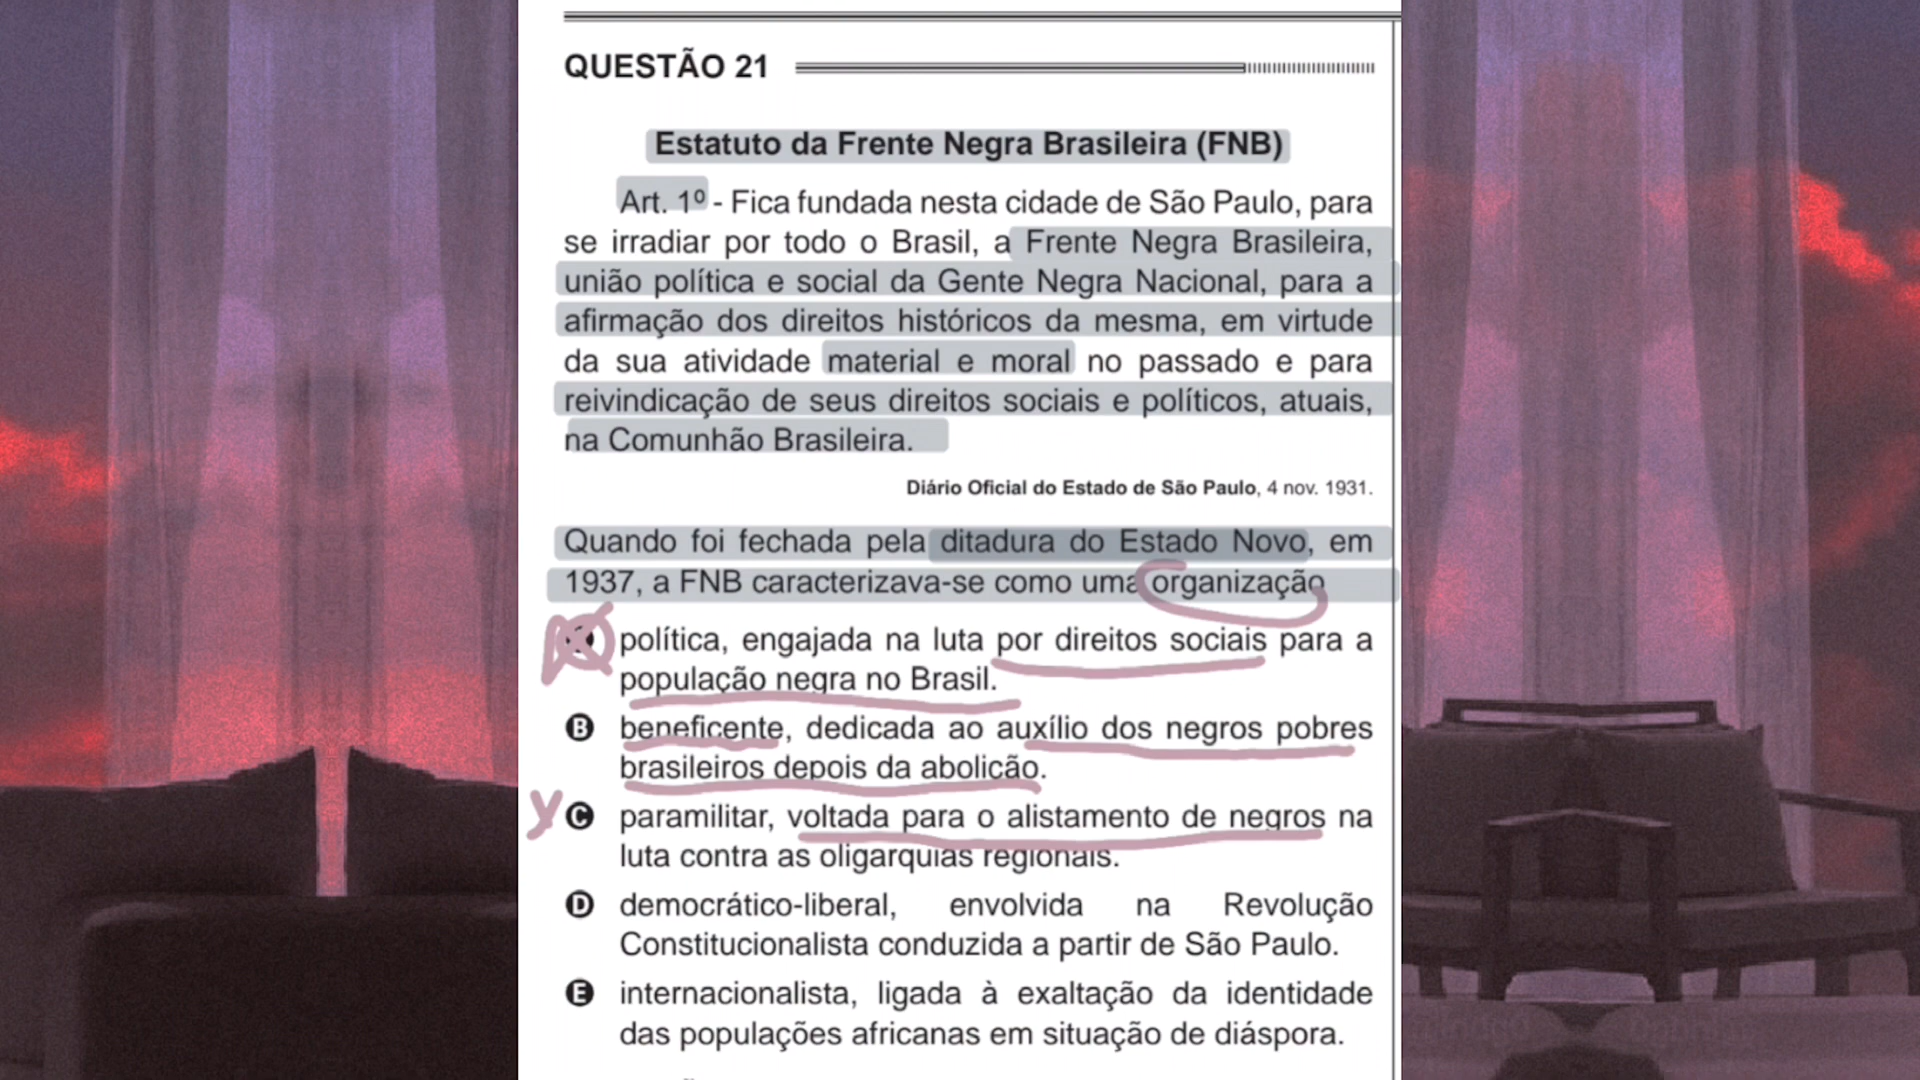 QUESTÃO 21
Estatuto da Frente Negra Brasileira (FNB)
Art. 1º - Fica fundada nesta cidade de São Paulo, para
se irradiar por todo o Brasil, a Frente Negra Brasileira,
união política e social da Gente Negra Nacional, para a
afirmação dos direitos históricos da mesma, em virtude
da sua atividade material e moral no passado e para
reivindicação de seus direitos sociais e políticos, atuais,
na Comunhão Brasileira.
Diário Oficial do Estado de São Paulo, 4 nov. 1931.
Quando foi fechada pela ditadura do Estado Novo, em
1937, a FNB caracterizava-se como uma organização
política, engajada na luta por direitos sociais para a
população negra no Brasil.
B beneficente, dedicada ao auxílio dos negros pobres
brasileiros depois da abolição.
C paramilitar, voltada para o alistamento de negros na
luta contra as oligarquias regionais.
D democrático-liberal, envolvida na Revolução
Constitucionalista conduzida a partir de São Paulo.
E internacionalista, ligada à exaltação da identidade
das populações africanas em situação de diáspora.